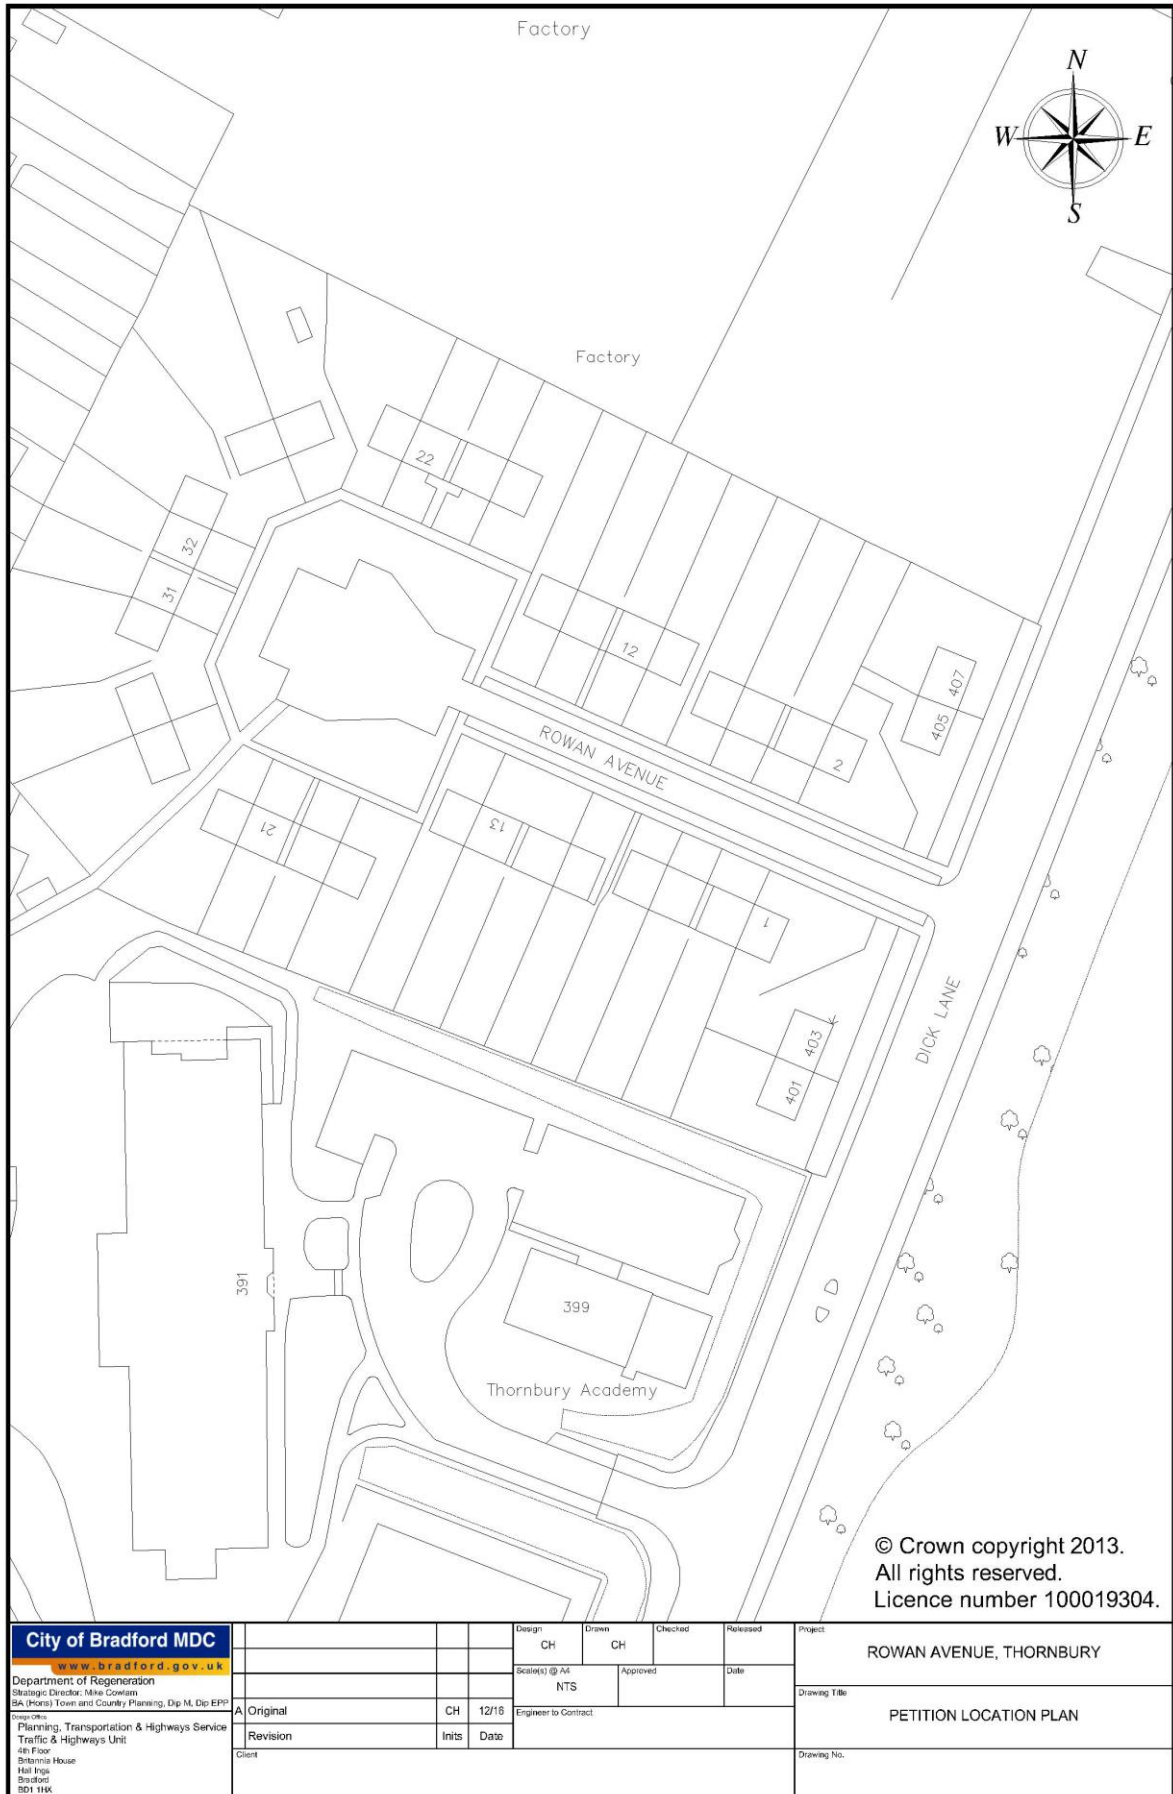 Factory
N
W
E
S
Factory
22
32
31
12
407
405
ROWAN AVENUE
2
21
13
1
DICK LANE
403
401
391
399
Thornbury Academy
© Crown copyright 2013.
All rights reserved.
Licence number 100019304.
City of Bradford MDC
www.bradford.gov.uk
Department of Regeneration
Strategic Director: Mike Cowlam
BA (Hons) Town and Country Planning, Dip M, Dip EPP
Design Office
Planning, Transportation & Highways Service
Traffic & Highways Unit
4th Floor
Britannia House
Hall Ings
Bradford
BD1 1HX
A Original CH 12/16
Revision Inits Date
Client
Design Drawn Checked Released
CH CH
Scale(s) @ A4 Approved Date
NTS
Engineer to Contract
Project
ROWAN AVENUE, THORNBURY
Drawing Title
PETITION LOCATION PLAN
Drawing No.